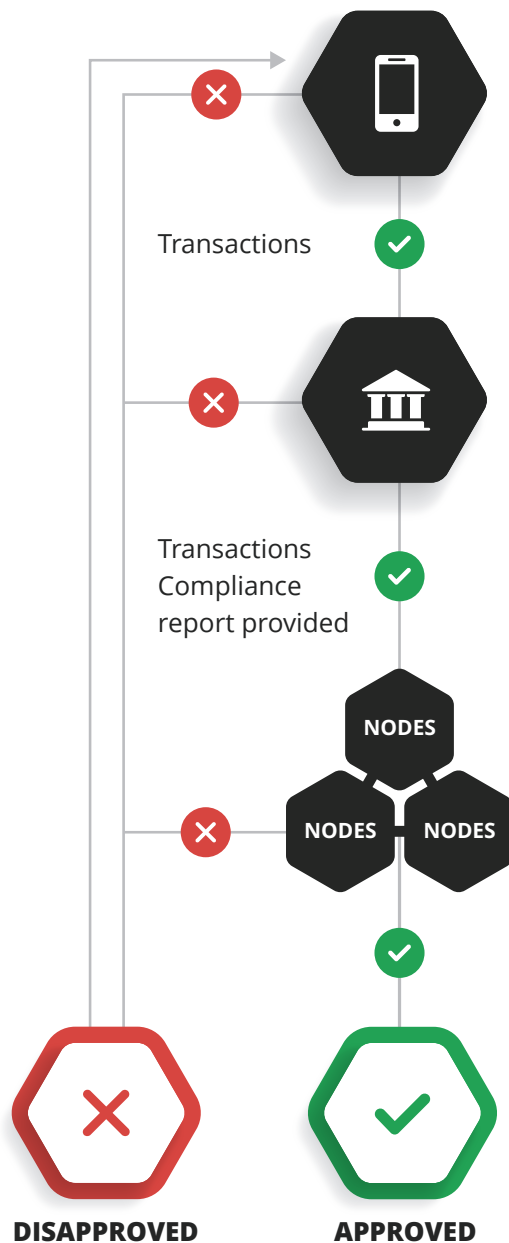 Transactions
Transactions
Compliance
report provided
NODES
NODES NODES
DISAPPROVED APPROVED